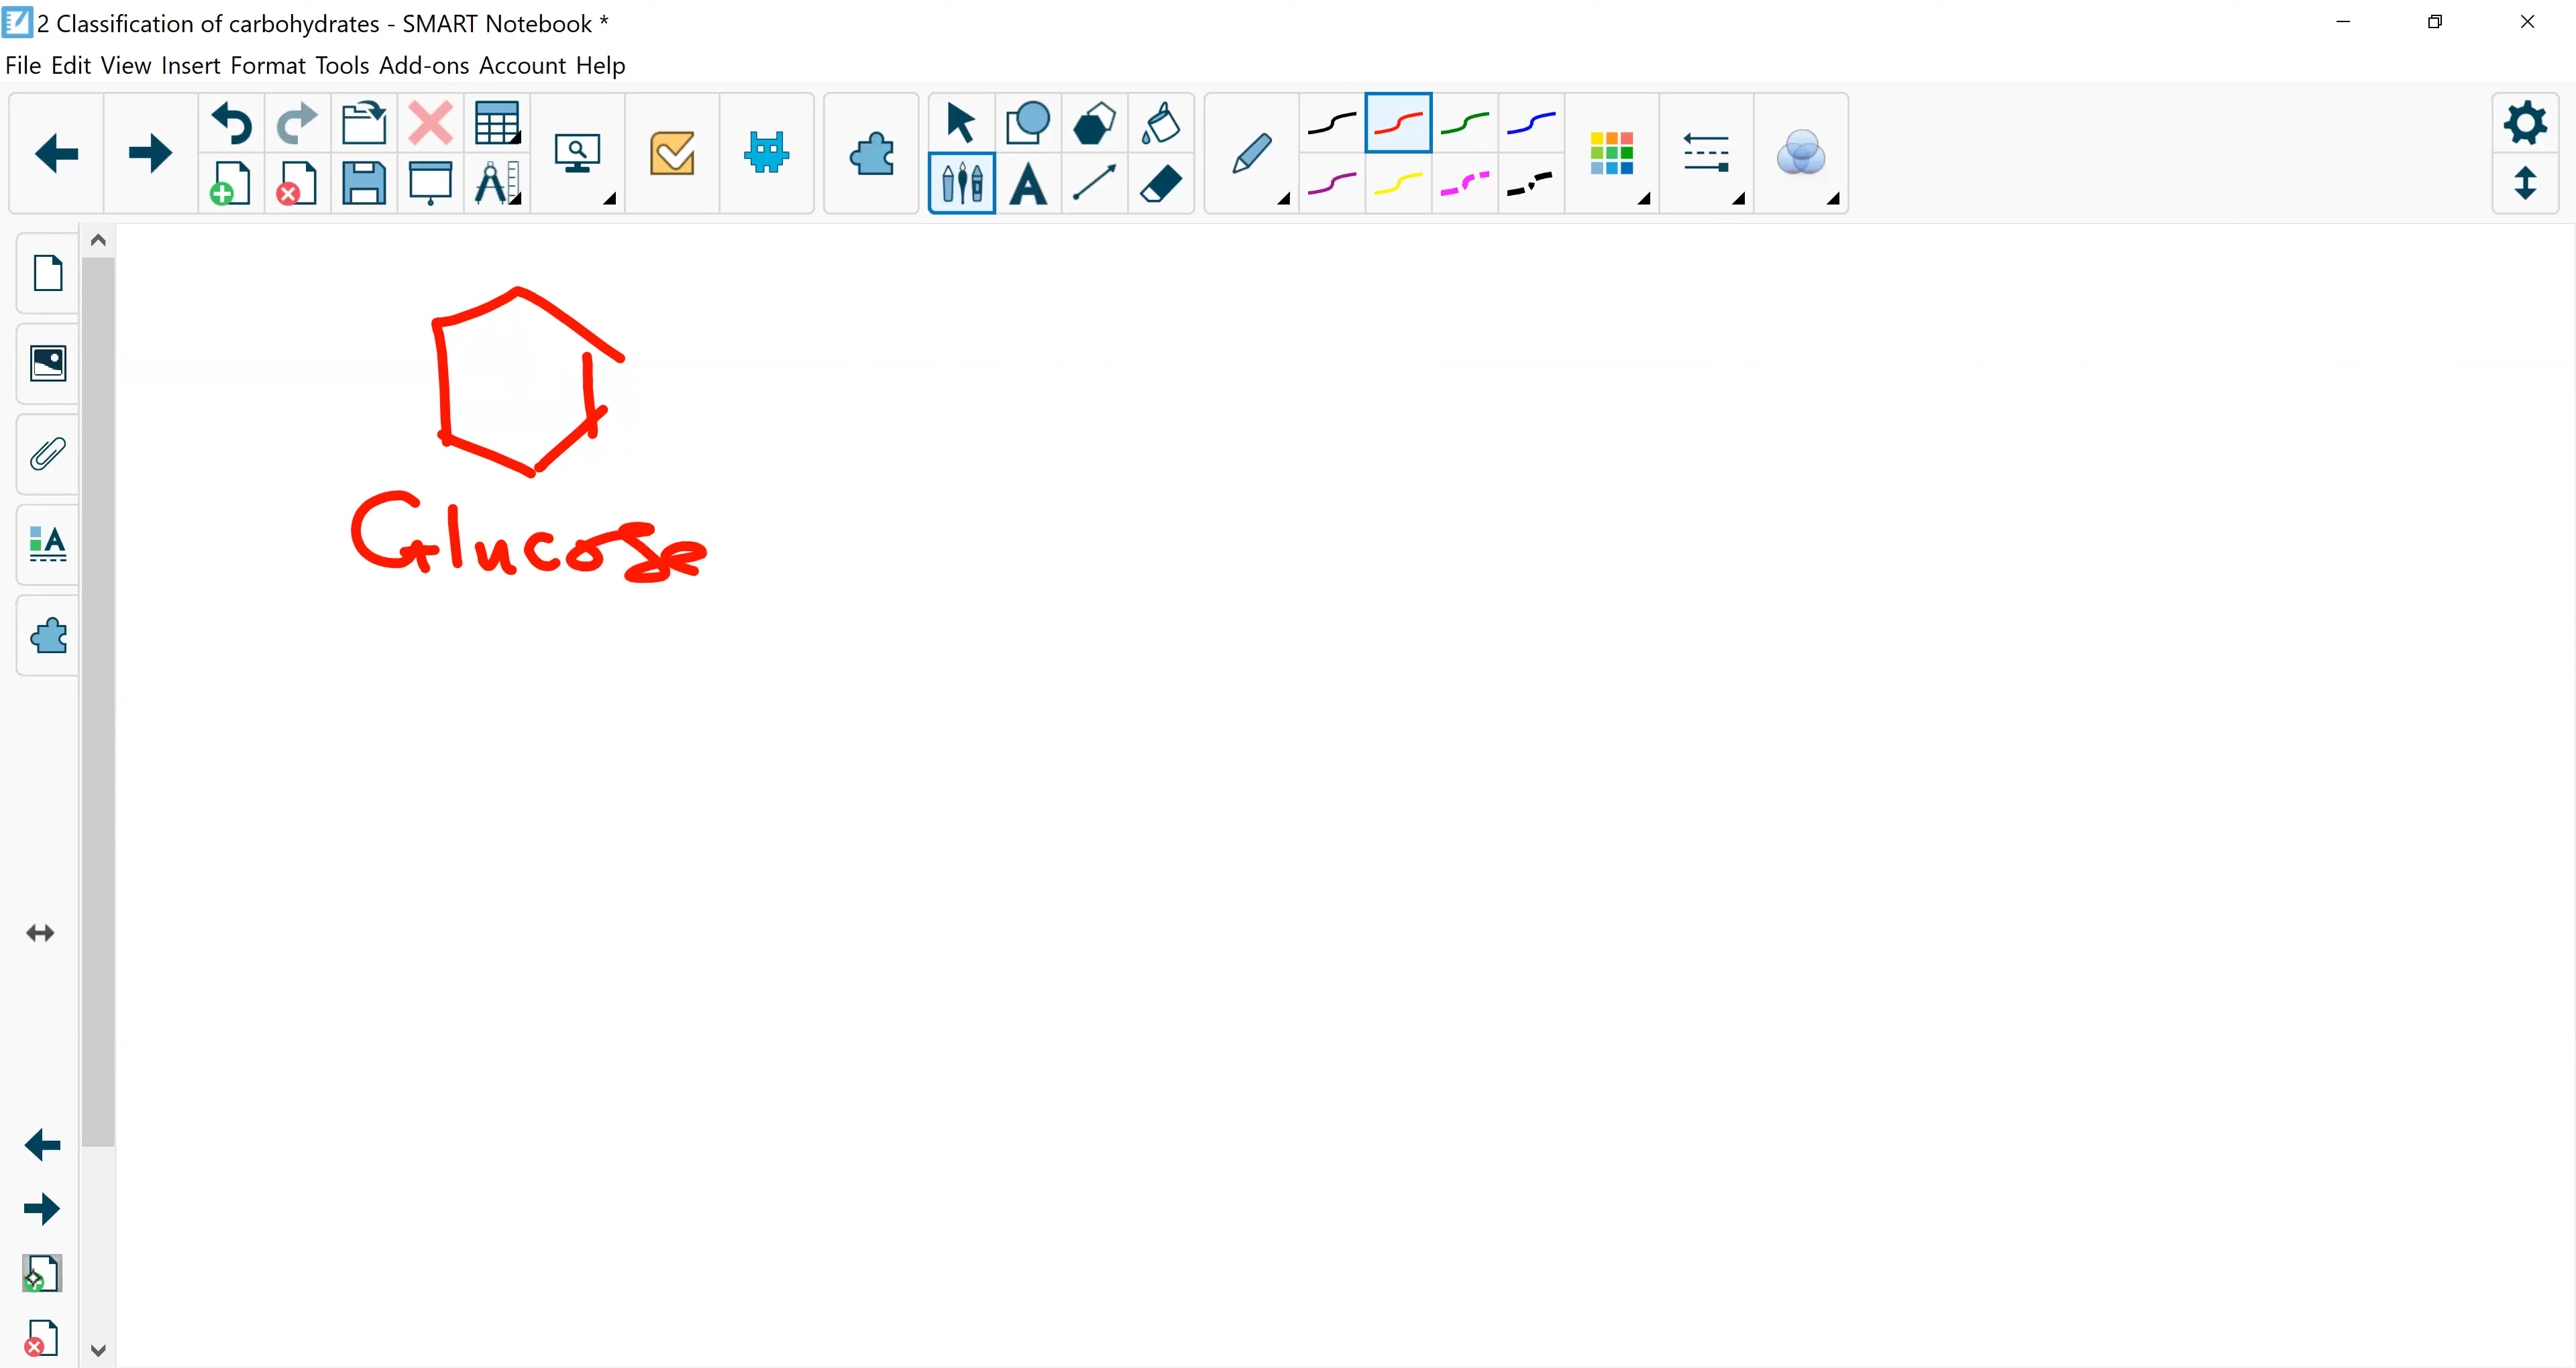 2 Classification of carbohydrates - SMART Notebook *
File Edit View Insert Format Tools Add-ons Account Help
Glucose